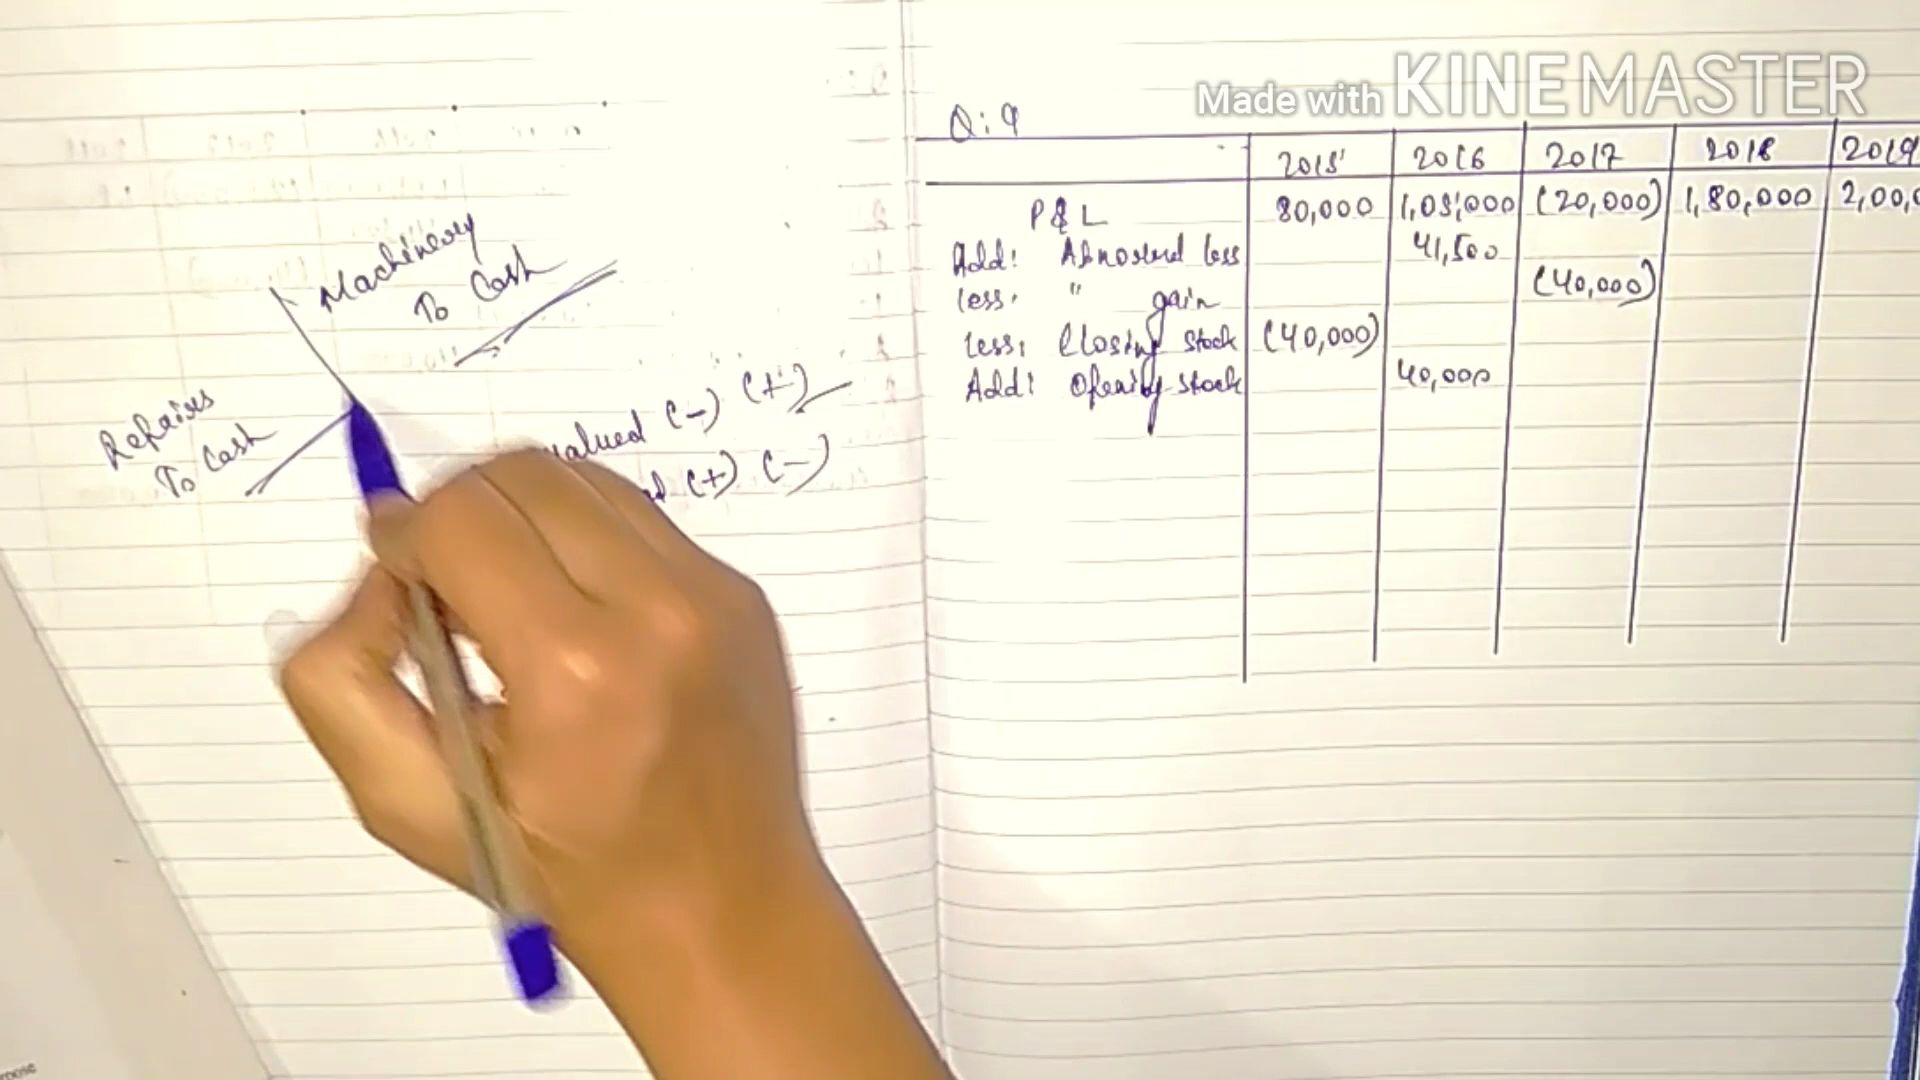 Made with KINEMASTER
Machinery
To Cash
Repairs
To Cash
valued (-) (+)
(+) (-)
Q:9
2015 2016 2017 2018 2019
P&L 80,000 1,05,000 (20,000) 1,80,000 2,00,0
Add: Abnormal loss 41,500
less: " gain (40,000)
less: Closing stock (40,000)
Add: Opening stock 40,000